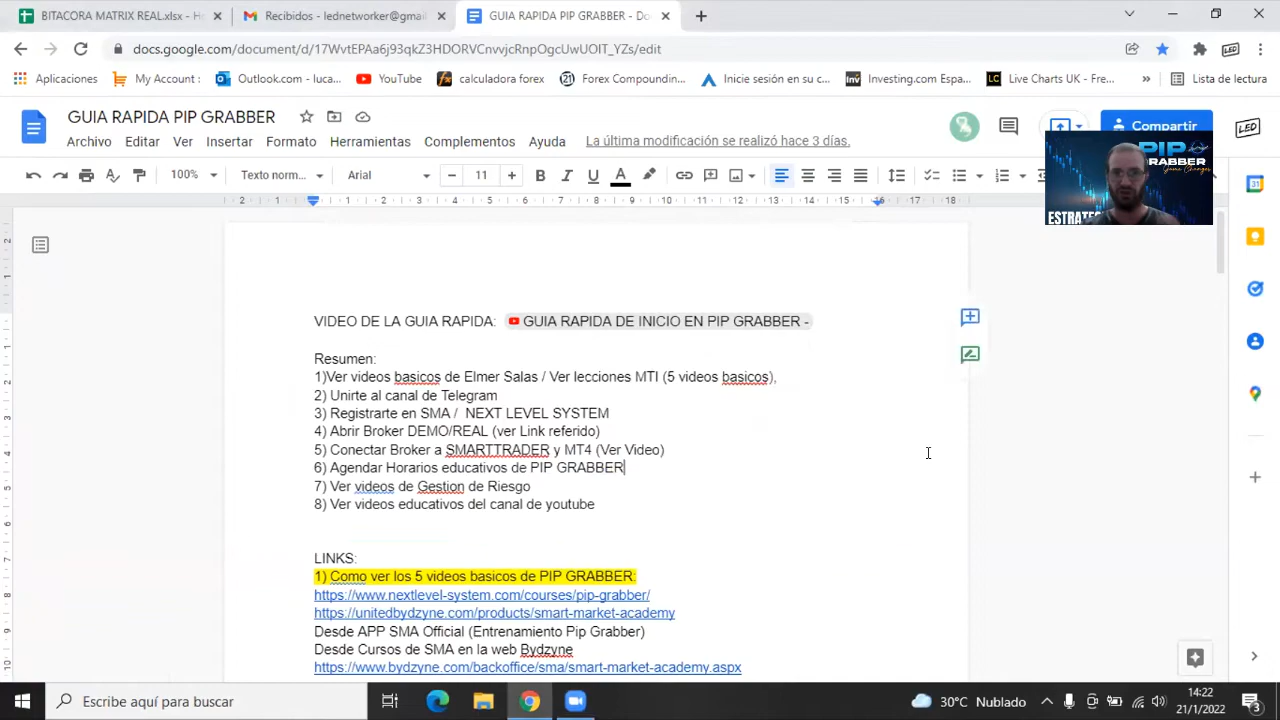 BITACORA MATRIX REAL.xlsx - H
Recibidos - lednetworker@gmail
GUIA RAPIDA PIP GRABBER - Do
docs.google.com/document/d/17WvtEPAa6j93qkZ3HDORVCnvvjcRnpOgcUwUOIT_YZs/edit
Aplicaciones
My Account :
Outlook.com - luca...
YouTube
calculadora forex
Forex Compoundin...
Inicie sesión en su c...
Investing.com Espa...
Live Charts UK - Fre...
»
Lista de lectura
GUIA RAPIDA PIP GRABBER
Compartir
Archivo Editar Ver Insertar Formato Herramientas Complementos Ayuda La última modificación se realizó hace 3 días.
100% Texto norm... Arial 11
PIP
GRABBER
Game Changers
ESTRATEG
VIDEO DE LA GUIA RAPIDA: GUIA RAPIDA DE INICIO EN PIP GRABBER -
Resumen:
1)Ver videos basicos de Elmer Salas / Ver lecciones MTI (5 videos basicos),
2) Unirte al canal de Telegram
3) Registrarte en SMA / NEXT LEVEL SYSTEM
4) Abrir Broker DEMO/REAL (ver Link referido)
5) Conectar Broker a SMARTTRADER y MT4 (Ver Video)
6) Agendar Horarios educativos de PIP GRABBER
7) Ver videos de Gestion de Riesgo
8) Ver videos educativos del canal de youtube
LINKS:
1) Como ver los 5 videos basicos de PIP GRABBER:
https://www.nextlevel-system.com/courses/pip-grabber/
https://unitedbydzyne.com/products/smart-market-academy
Desde APP SMA Official (Entrenamiento Pip Grabber)
Desde Cursos de SMA en la web Bydzyne
https://www.bydzyne.com/backoffice/sma/smart-market-academy.aspx
Escribe aquí para buscar
30°C Nublado
14:22
21/1/2022
3